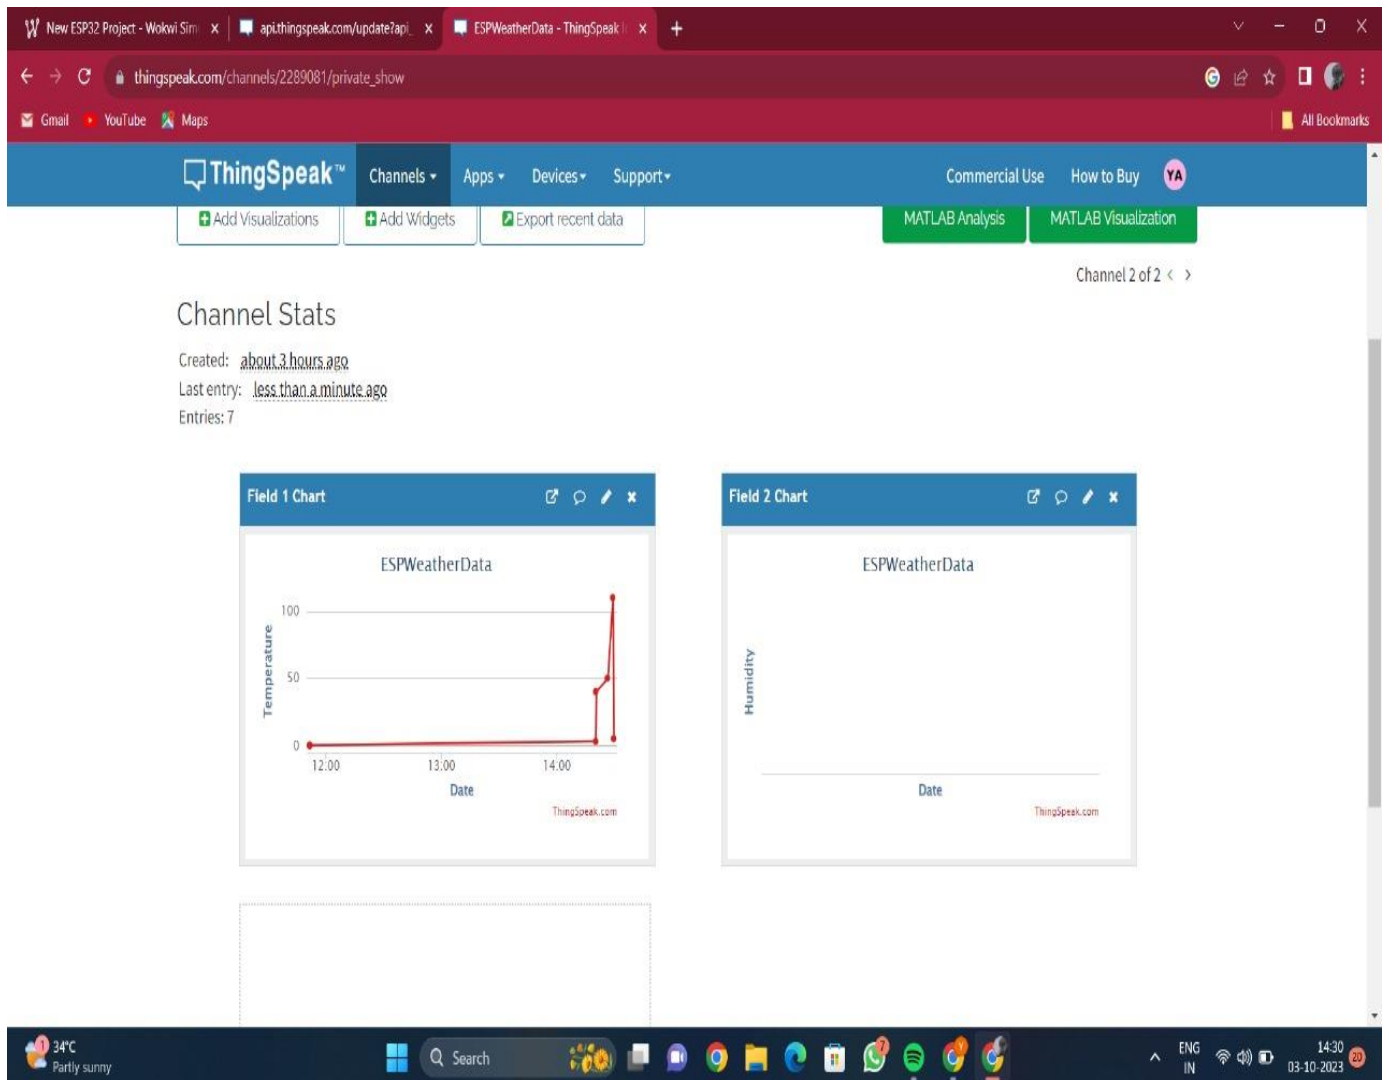 New ESP32 Project - Wokwi Sim
api.thingspeak.com/update?api_
ESPWeatherData - ThingSpeak I
thingspeak.com/channels/2289081/private_show
Gmail
YouTube
Maps
All Bookmarks
ThingSpeak™
Channels
Apps
Devices
Support
Commercial Use
How to Buy
YA
Add Visualizations
Add Widgets
Export recent data
MATLAB Analysis
MATLAB Visualization
Channel 2 of 2 < >
Channel Stats
Created: about 3 hours ago
Last entry: less than a minute ago
Entries: 7
Field 1 Chart
ESPWeatherData
Temperature
100
50
0
12:00
13:00
14:00
Date
ThingSpeak.com
Field 2 Chart
ESPWeatherData
Humidity
Date
ThingSpeak.com
1
34°C
Partly sunny
Search
7
ENG
IN
14:30
03-10-2023
20